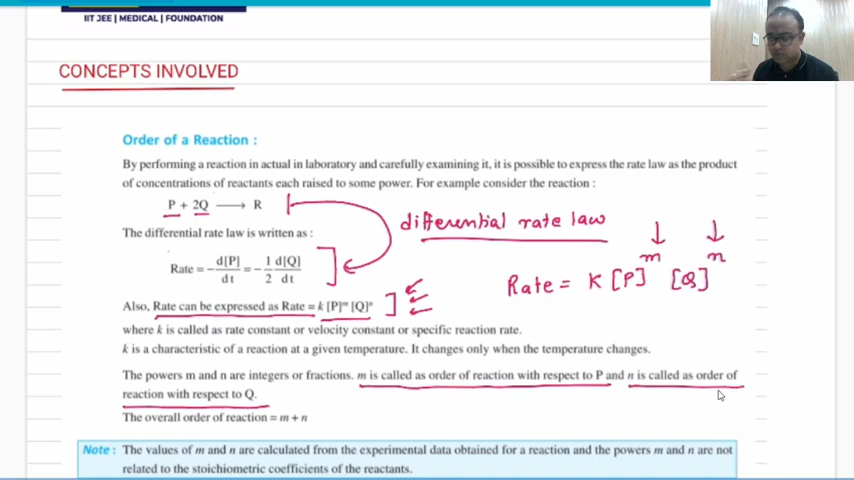 IIT JEE | MEDICAL | FOUNDATION
CONCEPTS INVOLVED
Order of a Reaction :
By performing a reaction in actual in laboratory and carefully examining it, it is possible to express the rate law as the product
of concentrations of reactants each raised to some power. For example consider the reaction :
P + 2Q ⟶ R
differential rate law
The differential rate law is written as :
Rate = − d[P]/dt = − 1/2 d[Q]/dt
Rate = K [P]^m [Q]^n
Also, Rate can be expressed as Rate = k [P]^m [Q]^n
where k is called as rate constant or velocity constant or specific reaction rate.
k is a characteristic of a reaction at a given temperature. It changes only when the temperature changes.
The powers m and n are integers or fractions. m is called as order of reaction with respect to P and n is called as order of
reaction with respect to Q.
The overall order of reaction = m + n
Note : The values of m and n are calculated from the experimental data obtained for a reaction and the powers m and n are not
related to the stoichiometric coefficients of the reactants.